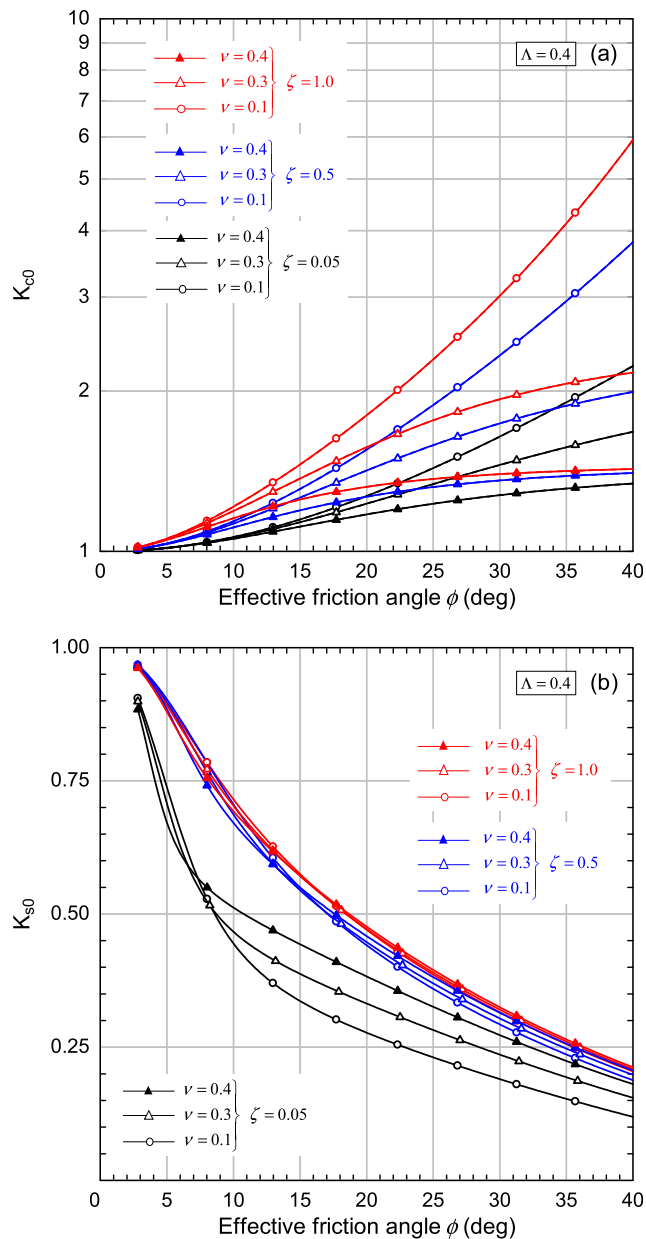 10
9
8
7
6
5
4
3
2
1
K_c0
Λ = 0.4 (a)
ν = 0.4
ν = 0.3 ζ = 1.0
ν = 0.1
ν = 0.4
ν = 0.3 ζ = 0.5
ν = 0.1
ν = 0.4
ν = 0.3 ζ = 0.05
ν = 0.1
0 5 10 15 20 25 30 35 40
Effective friction angle ϕ (deg)
1.00
0.75
0.50
0.25
K_s0
Λ = 0.4 (b)
ν = 0.4
ν = 0.3 ζ = 1.0
ν = 0.1
ν = 0.4
ν = 0.3 ζ = 0.5
ν = 0.1
ν = 0.4
ν = 0.3 ζ = 0.05
ν = 0.1
0 5 10 15 20 25 30 35 40
Effective friction angle ϕ (deg)